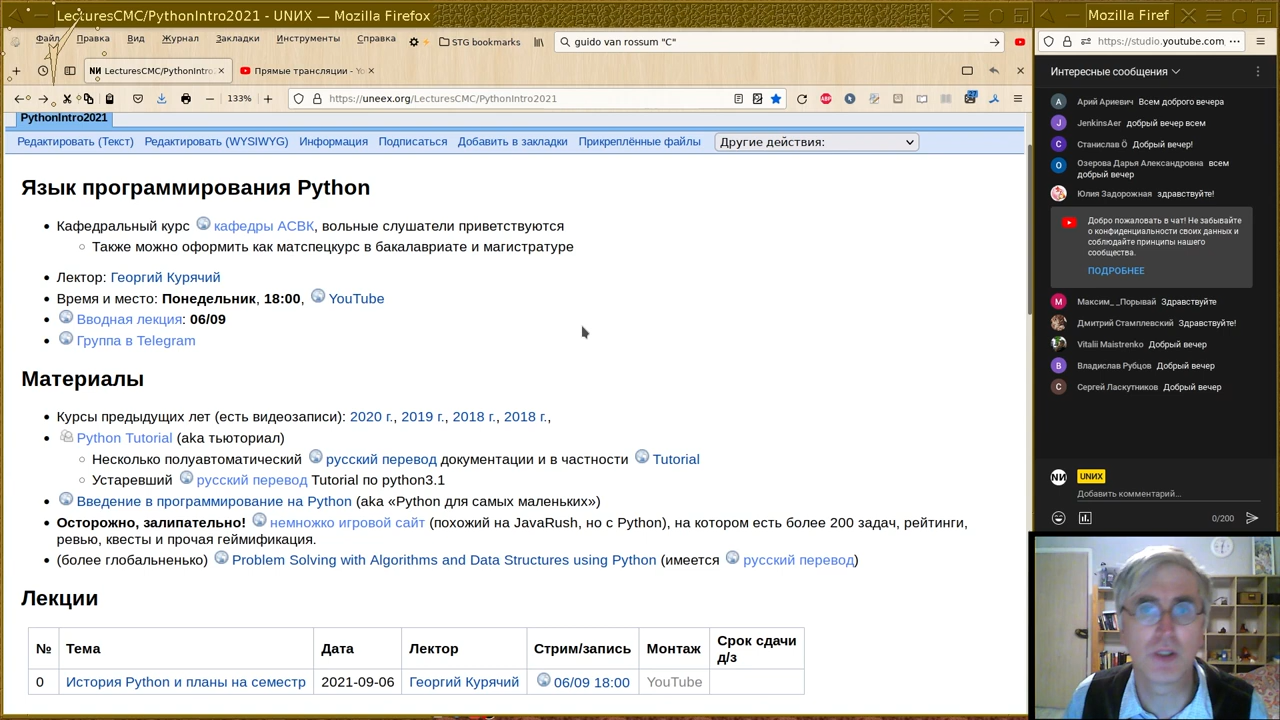 LecturesCMC/PythonIntro2021 - UNИX — Mozilla Firefox
Файл Правка Вид Журнал Закладки Инструменты Справка
STG bookmarks
guido van rossum "C"
LecturesCMC/PythonIntro
Прямые трансляции - Yo
133%
https://uneex.org/LecturesCMC/PythonIntro2021
PythonIntro2021
Редактировать (Текст) Редактировать (WYSIWYG) Информация Подписаться Добавить в закладки Прикреплённые файлы Другие действия:
Язык программирования Python
Кафедральный курс кафедры АСВК, вольные слушатели приветствуются
Также можно оформить как матспецкурс в бакалавриате и магистратуре
Лектор: Георгий Курячий
Время и место: Понедельник, 18:00, YouTube
Вводная лекция: 06/09
Группа в Telegram
Материалы
Курсы предыдущих лет (есть видеозаписи): 2020 г., 2019 г., 2018 г., 2018 г.,
Python Tutorial (aka тьюториал)
Несколько полуавтоматический русский перевод документации и в частности Tutorial
Устаревший русский перевод Tutorial по python3.1
Введение в программирование на Python (aka «Python для самых маленьких»)
Осторожно, залипательно! немножко игровой сайт (похожий на JavaRush, но с Python), на котором есть более 200 задач, рейтинги,
ревью, квесты и прочая геймификация.
(более глобальненько) Problem Solving with Algorithms and Data Structures using Python (имеется русский перевод)
Лекции
№ Тема Дата Лектор Стрим/запись Монтаж Срок сдачи
д/з
0 История Python и планы на семестр 2021-09-06 Георгий Курячий 06/09 18:00 YouTube
Mozilla Firef
https://studio.youtube.com
Интересные сообщения
А Арий Ариевич Всем доброго вечера
J JenkinsAer добрый вечер всем
С Станислав Ö Добрый вечер!
О Озерова Дарья Александровна всем
добрый вечер
Юлия Задорожная здравствуйте!
Добро пожаловать в чат! Не забывайте
о конфиденциальности своих данных и
соблюдайте принципы нашего
сообщества.
ПОДРОБНЕЕ
М Максим_ _Порывай Здравствуйте
Дмитрий Стамплевский Здравствуйте!
Vitalii Maistrenko Добрый вечер
В Владислав Рубцов Добрый вечер
С Сергей Ласкутников Добрый вечер
NИ UNИX
Добавить комментарий...
0/200